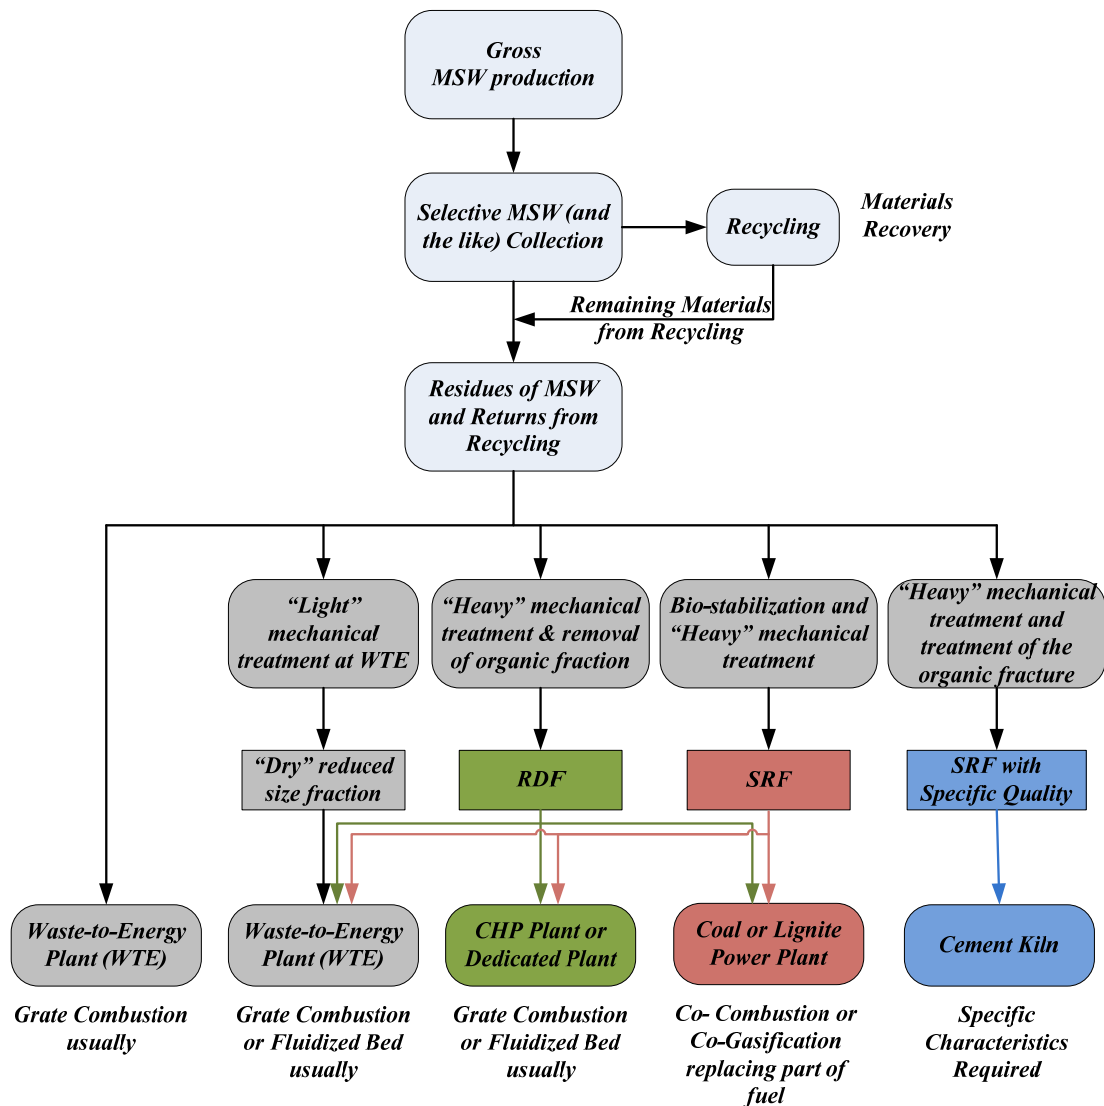 Gross
MSW production
Selective MSW (and
the like) Collection
Recycling
Materials
Recovery
Remaining Materials
from Recycling
Residues of MSW
and Returns from
Recycling
“Light”
mechanical
treatment at WTE
“Heavy” mechanical
treatment & removal
of organic fraction
Bio-stabilization and
“Heavy” mechanical
treatment
“Heavy” mechanical
treatment and
treatment of the
organic fracture
“Dry” reduced
size fraction
RDF
SRF
SRF with
Specific Quality
Waste-to-Energy
Plant (WTE)
Waste-to-Energy
Plant (WTE)
CHP Plant or
Dedicated Plant
Coal or Lignite
Power Plant
Cement Kiln
Grate Combustion
usually
Grate Combustion
or Fluidized Bed
usually
Grate Combustion
or Fluidized Bed
usually
Co- Combustion or
Co-Gasification
replacing part of
fuel
Specific
Characteristics
Required